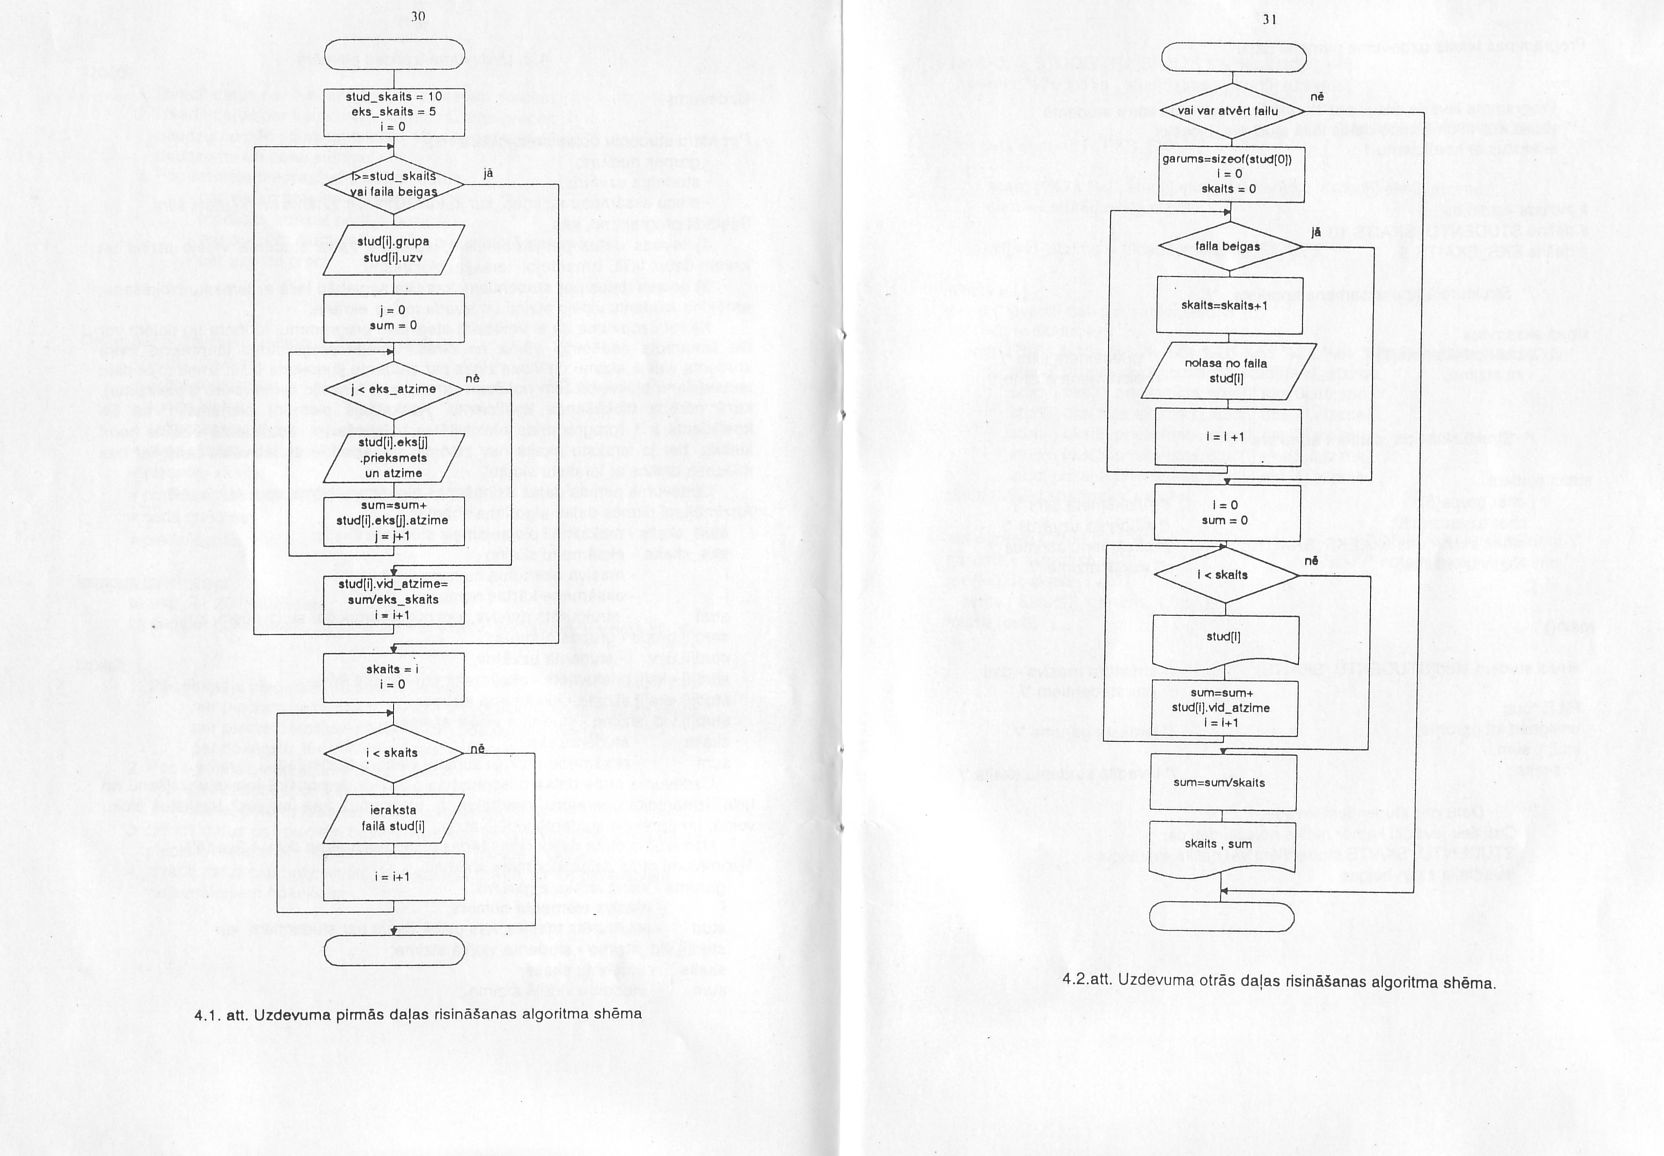 30
stud_skaits = 10
eks_skaits = 5
i = 0
i>=stud_skaits
vai faila beigas
jā
stud[i].grupa
stud[i].uzv
j = 0
sum = 0
j < eks_atzime
nē
stud[i].eks[j]
.prieksmets
un atzime
sum=sum+
stud[i].eks[j].atzime
j = j+1
stud[i].vid_atzime=
sum/eks_skaits
i = i+1
skaits = i
i = 0
i < skaits
nē
ieraksta
failā stud[i]
i = i+1
4.1. att. Uzdevuma pirmās daļas risināšanas algoritma shēma
31
vai var atvērt failu
nē
garums=sizeof(stud[0])
i = 0
skaits = 0
faila beigas
jā
skaits=skaits+1
nolasa no faila
stud[i]
i = i +1
i = 0
sum = 0
i < skaits
nē
stud[i]
sum=sum+
stud[i].vid_atzime
i = i+1
sum=sum/skaits
skaits , sum
4.2.att. Uzdevuma otrās daļas risināšanas algoritma shēma.